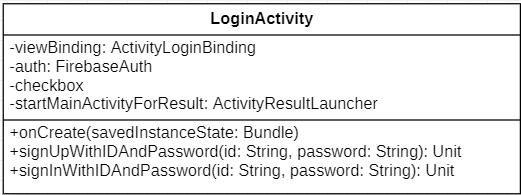 LoginActivity
-viewBinding: ActivityLoginBinding
-auth: FirebaseAuth
-checkbox
-startMainActivityForResult: ActivityResultLauncher
+onCreate(savedInstanceState: Bundle)
+signUpWithIDAndPassword(id: String, password: String): Unit
+signInWithIDAndPassword(id: String, password: String): Unit